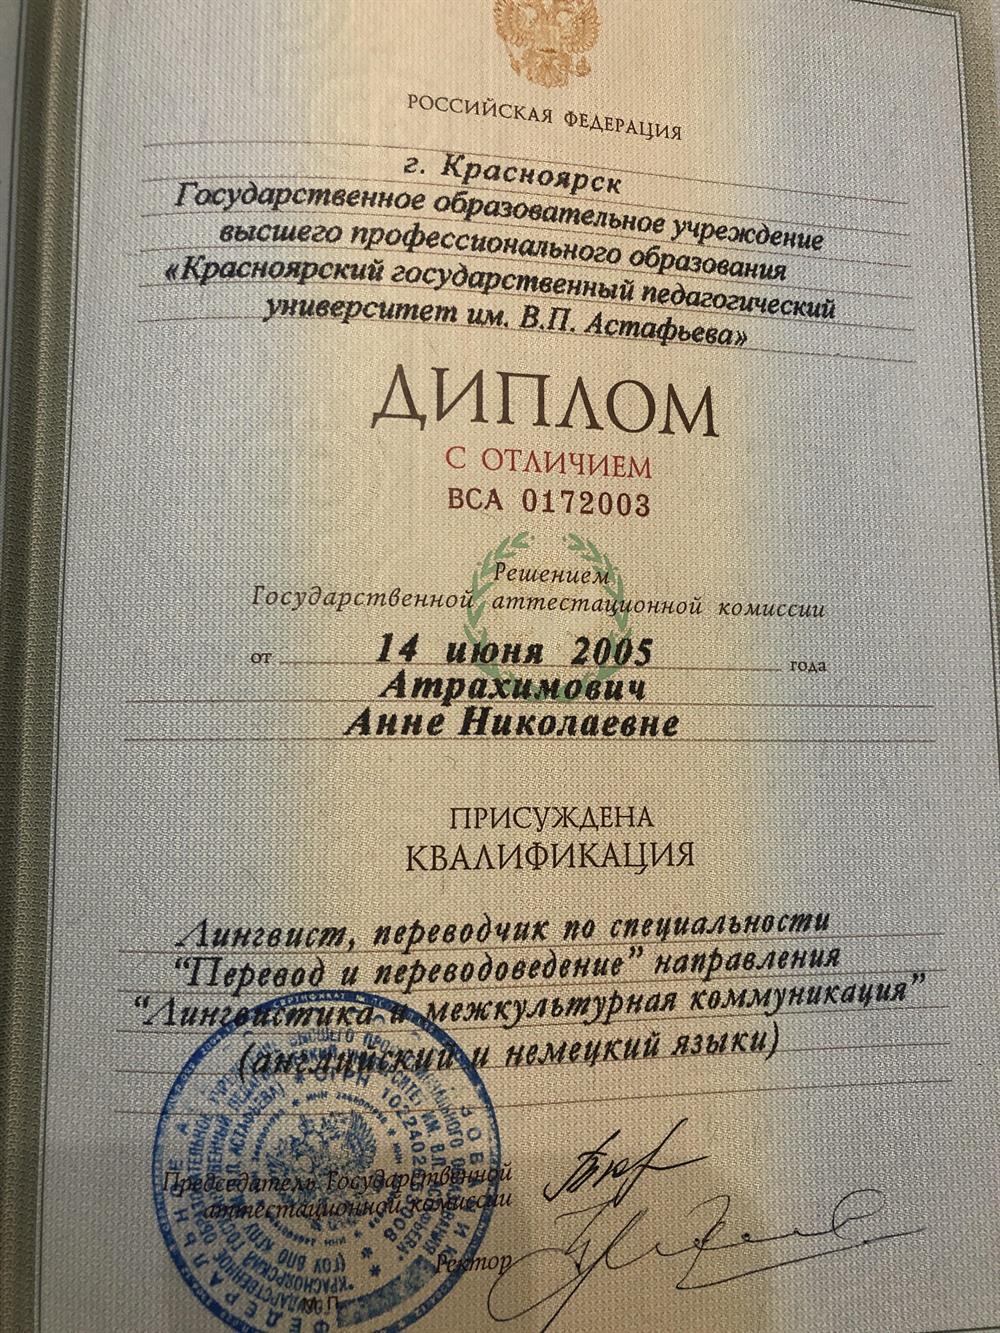 РОССИЙСКАЯ ФЕДЕРАЦИЯ
г. Красноярск
Государственное образовательное учреждение
высшего профессионального образования
«Красноярский государственный педагогический
университет им. В.П. Астафьева»
ДИПЛОМ
С ОТЛИЧИЕМ
ВСА 0172003
Решением
Государственной аттестационной комиссии
от 14 июня 2005 года
Атрахимович
Анне Николаевне
ПРИСУЖДЕНА
КВАЛИФИКАЦИЯ
Лингвист, переводчик по специальности
“Перевод и переводоведение” направления
“Лингвистика и межкультурная коммуникация”
(английский и немецкий языки)
Председатель Государственной
аттестационной комиссии
Ректор
М.П.